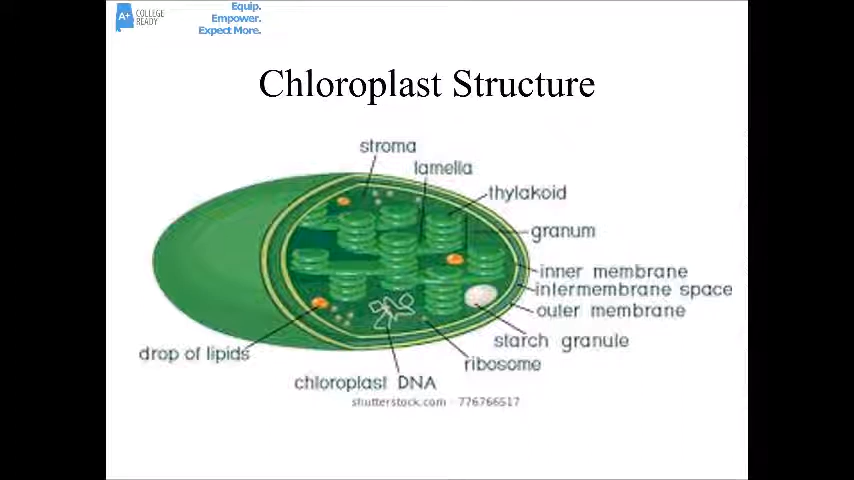 A+
COLLEGE
READY
Equip.
Empower.
Expect More.
Chloroplast Structure
stroma
lamella
thylakoid
granum
inner membrane
intermembrane space
outer membrane
starch granule
drop of lipids
ribosome
chloroplast DNA
shutterstock.com · 776766517